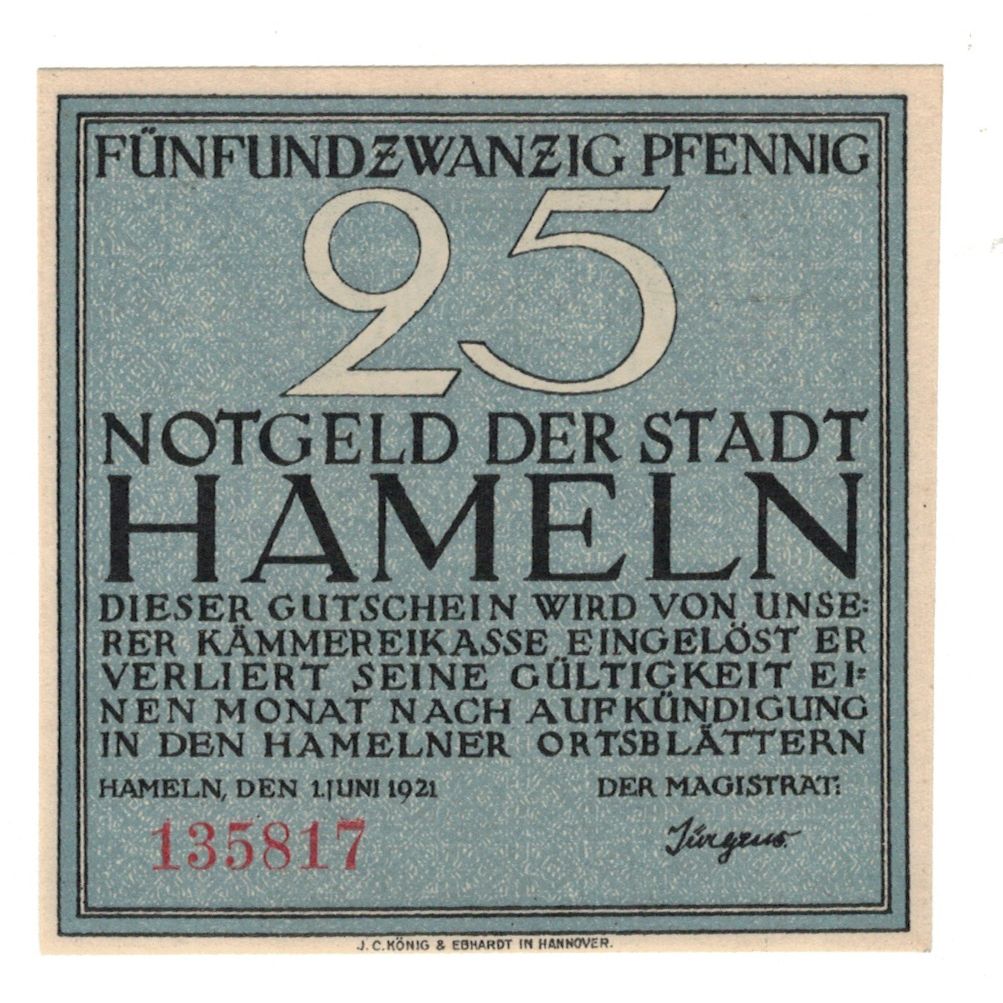 FÜNFUNDZWANZIG PFENNIG
25
NOTGELD DER STADT
HAMELN
DIESER GUTSCHEIN WIRD VON UNSE:
RER KÄMMEREIKASSE EINGELÖST ER
VERLIERT SEINE GÜLTIGKEIT EI:
NEN MONAT NACH AUFKÜNDIGUNG
IN DEN HAMELNER ORTSBLÄTTERN
HAMELN, DEN 1.JUNI 1921 DER MAGISTRAT:
135817 Jürgens.
J.C.KÖNIG & EBHARDT IN HANNOVER.